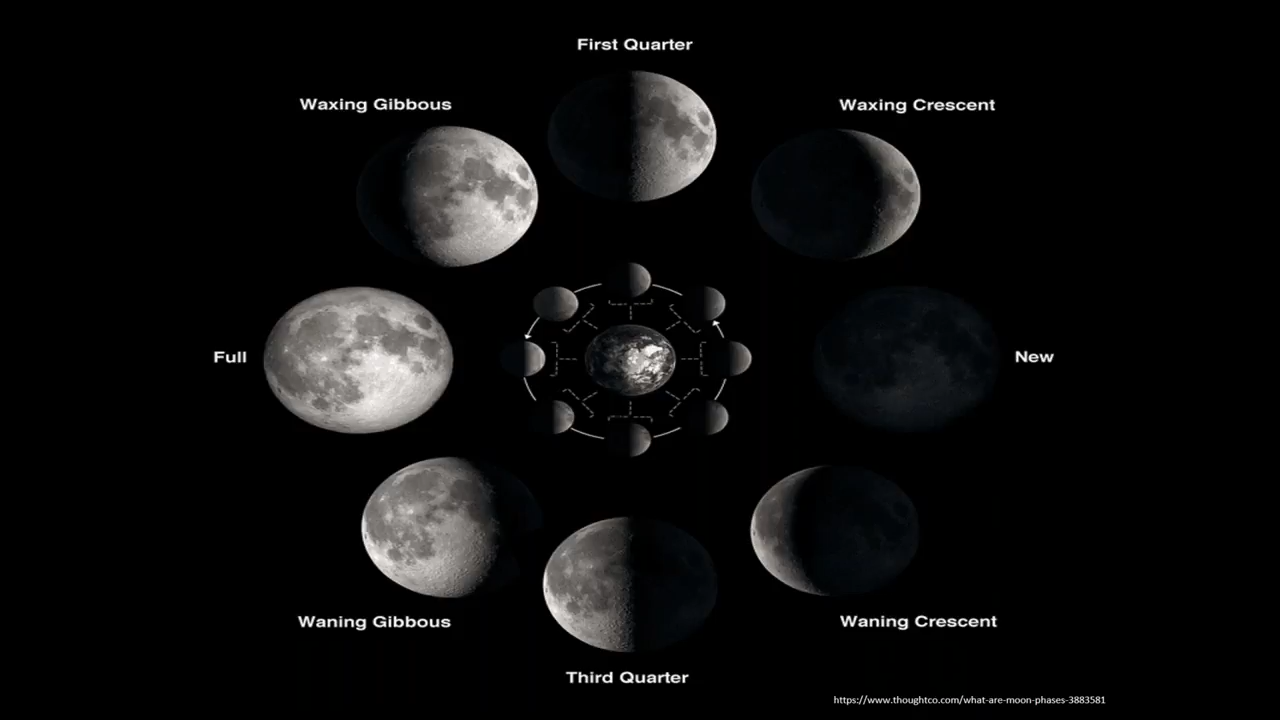 First Quarter
Waxing Gibbous
Waxing Crescent
Full
New
Waning Gibbous
Waning Crescent
Third Quarter
https://www.thoughtco.com/what-are-moon-phases-3883581